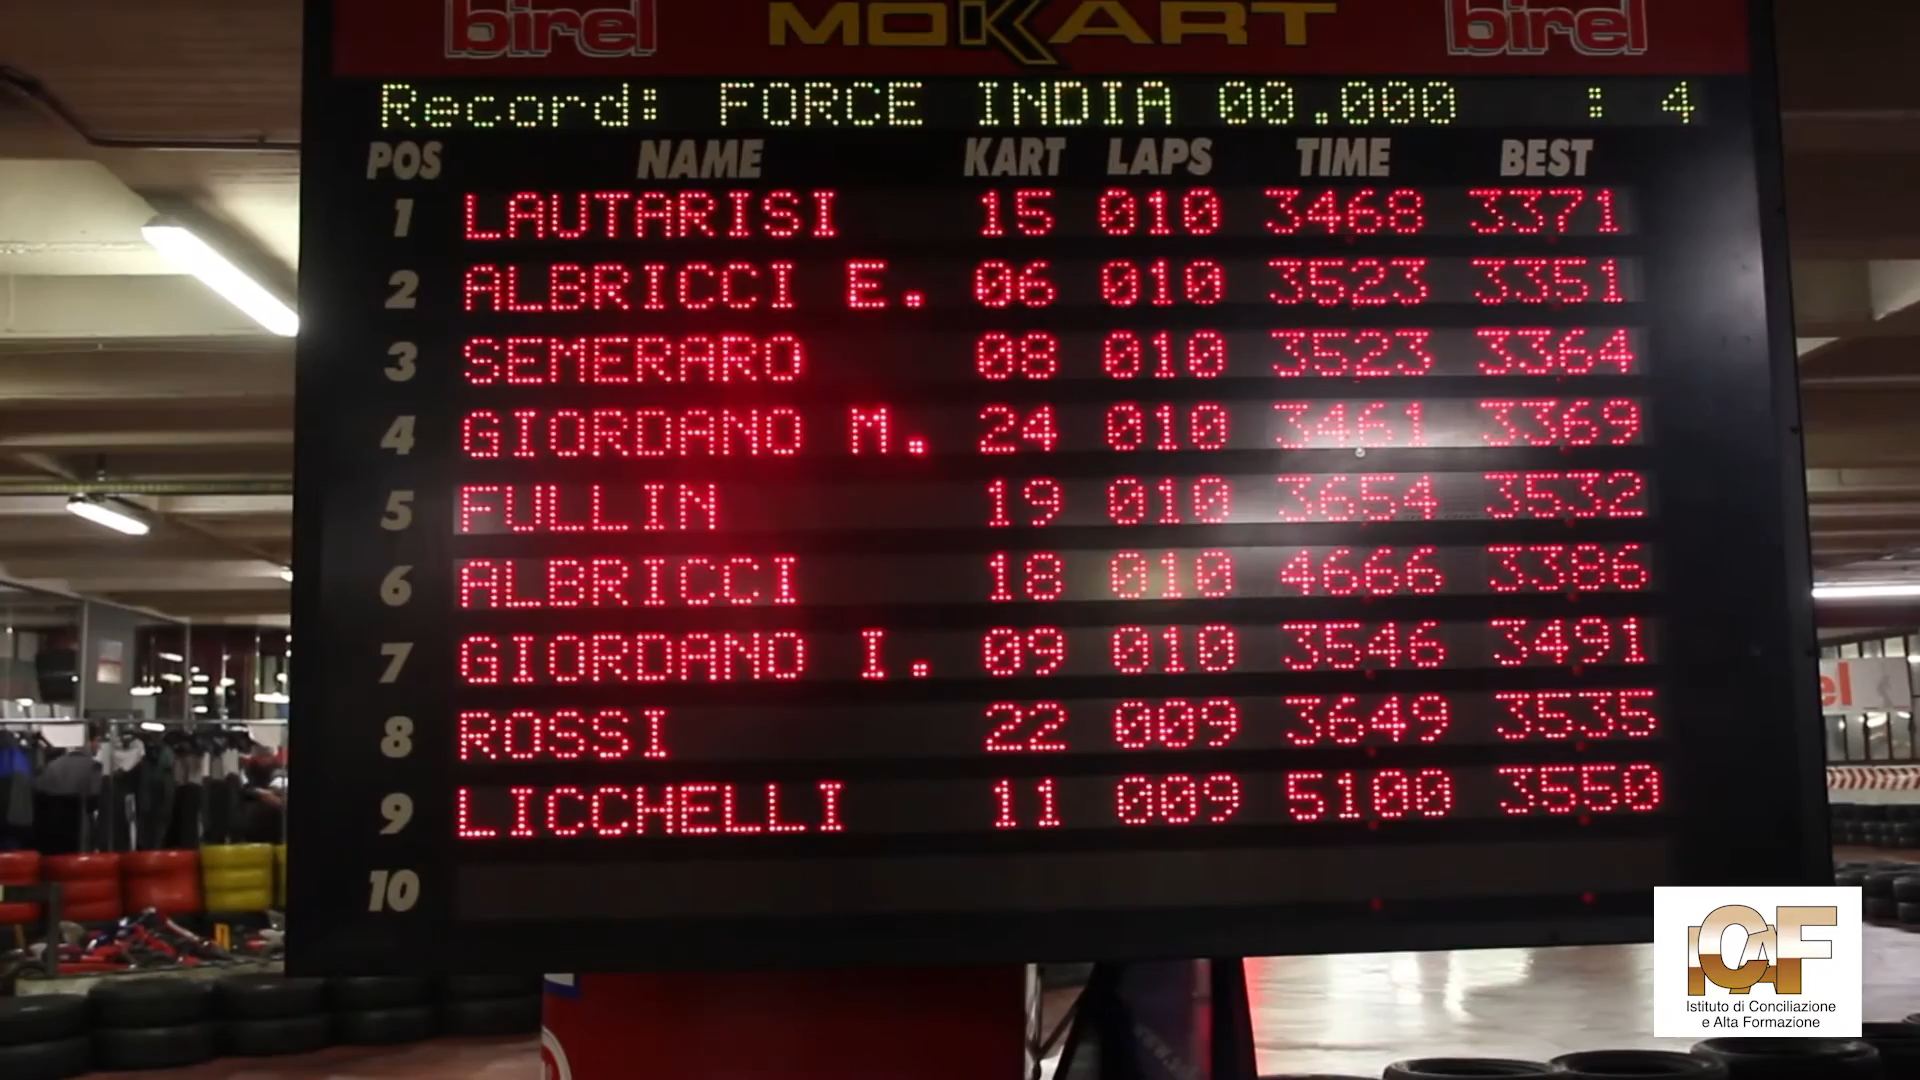 birel MOKART birel
Record: FORCE INDIA 00.000 : 4
POS NAME KART LAPS TIME BEST
1 LAUTARISI 15 010 3468 3371
2 ALBRICCI E. 06 010 3523 3351
3 SEMERARO 08 010 3523 3364
4 GIORDANO M. 24 010 3461 3369
5 FULLIN 19 010 3654 3532
6 ALBRICCI 18 010 4666 3386
7 GIORDANO I. 09 010 3546 3491
8 ROSSI 22 009 3649 3535
9 LICCHELLI 11 009 5100 3550
10
el
ICAF
Istituto di Conciliazione
e Alta Formazione